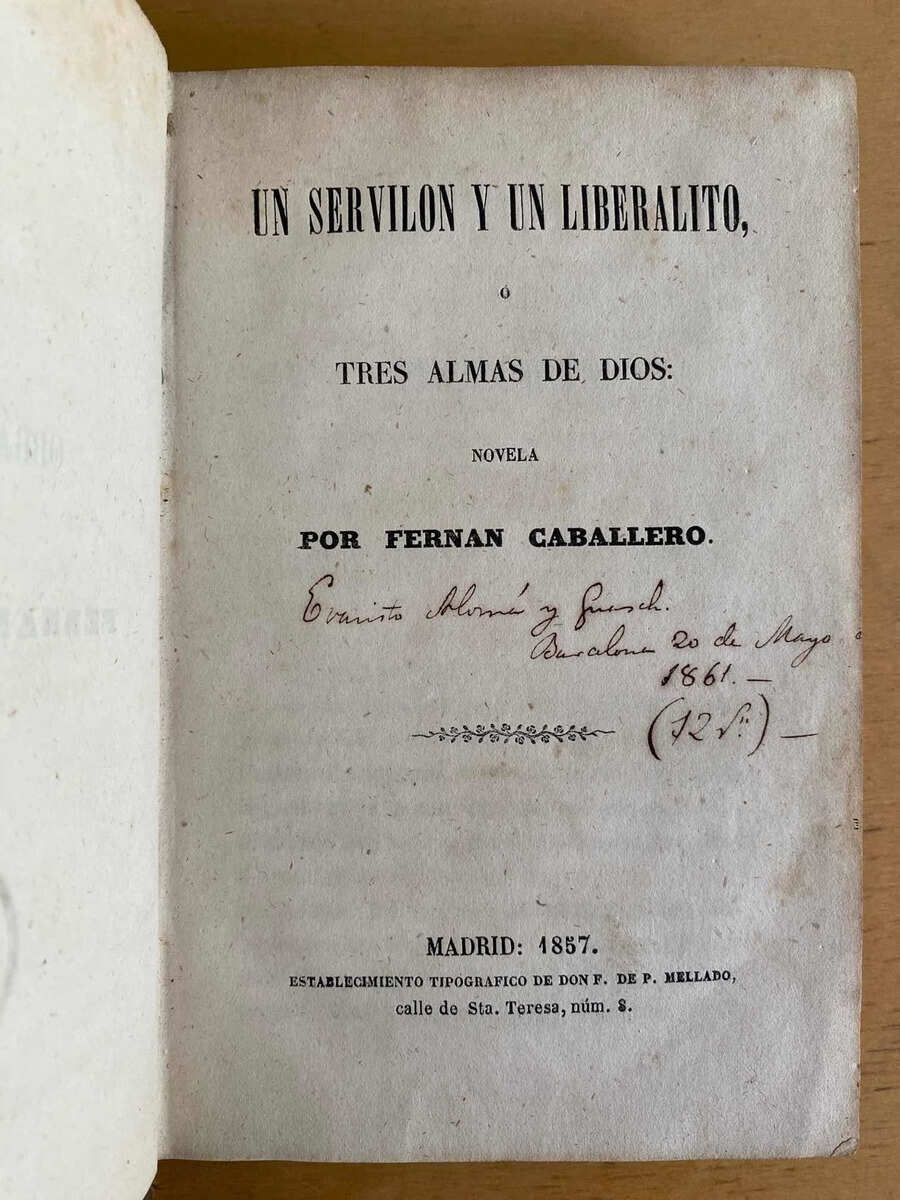 UN SERVILON Y UN LIBERALITO,
Ó
TRES ALMAS DE DIOS:
NOVELA
POR FERNAN CABALLERO.
Evaristo Alomá y Guasch.
Barcelona 20 de Mayo
1861.—
(12 )—
MADRID: 1857.
ESTABLECIMIENTO TIPOGRAFICO DE DON F. DE P. MELLADO,
calle de Sta. Teresa, núm. 8.